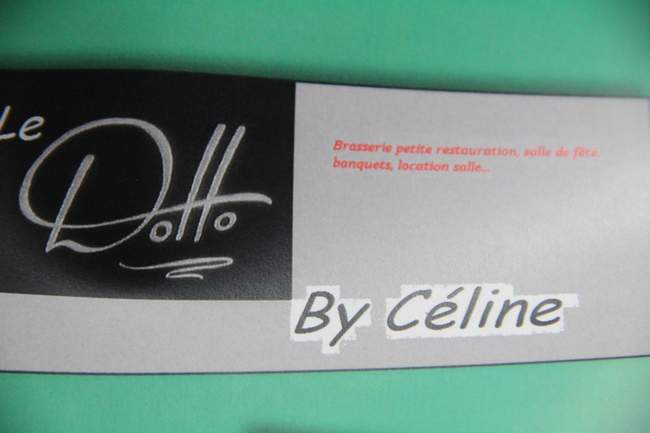 Le
Dotto
Brasserie petite restauration, salle de fête.
banquets, location salle...
By Céline